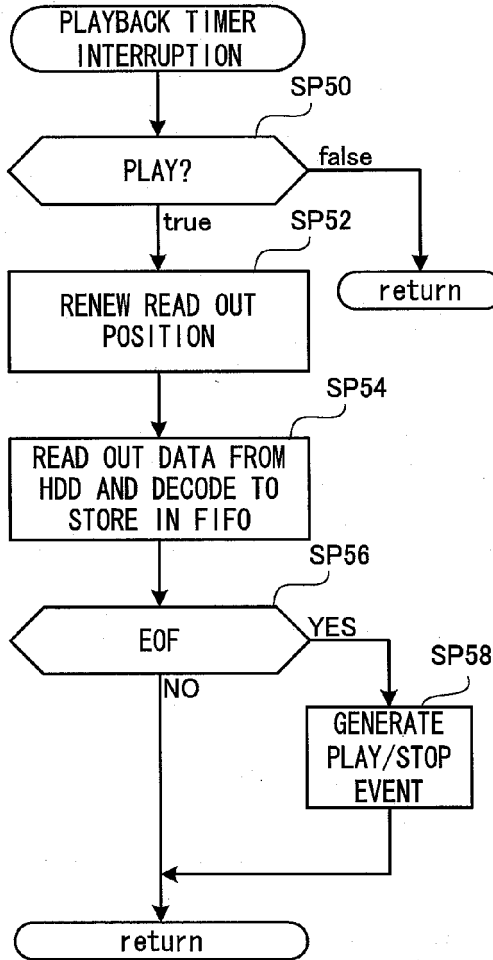 PLAYBACK TIMER
INTERRUPTION
SP50
PLAY?
false
true
SP52
return
RENEW READ OUT
POSITION
SP54
READ OUT DATA FROM
HDD AND DECODE TO
STORE IN FIFO
SP56
EOF
YES
NO
SP58
GENERATE
PLAY/STOP
EVENT
return